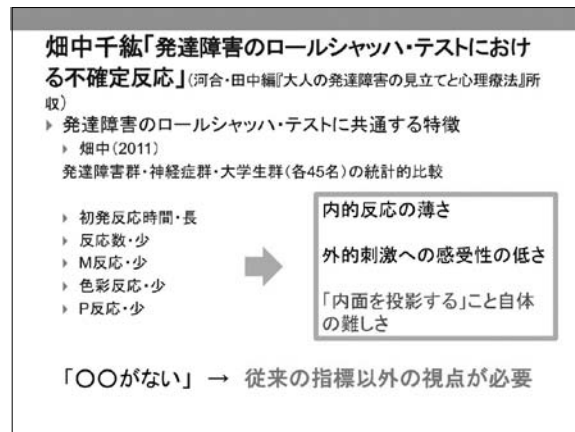 畑中千紘「発達障害のロールシャッハ・テストにおけ
る不確定反応」(河合・田中編『大人の発達障害の見立てと心理療法』所
収)
発達障害のロールシャッハ・テストに共通する特徴
畑中(2011)
発達障害群・神経症群・大学生群(各45名)の統計的比較
初発反応時間・長
反応数・少
M反応・少
色彩反応・少
P反応・少
内的反応の薄さ
外的刺激への感受性の低さ
「内面を投影する」こと自体
の難しさ
「〇〇がない」 → 従来の指標以外の視点が必要